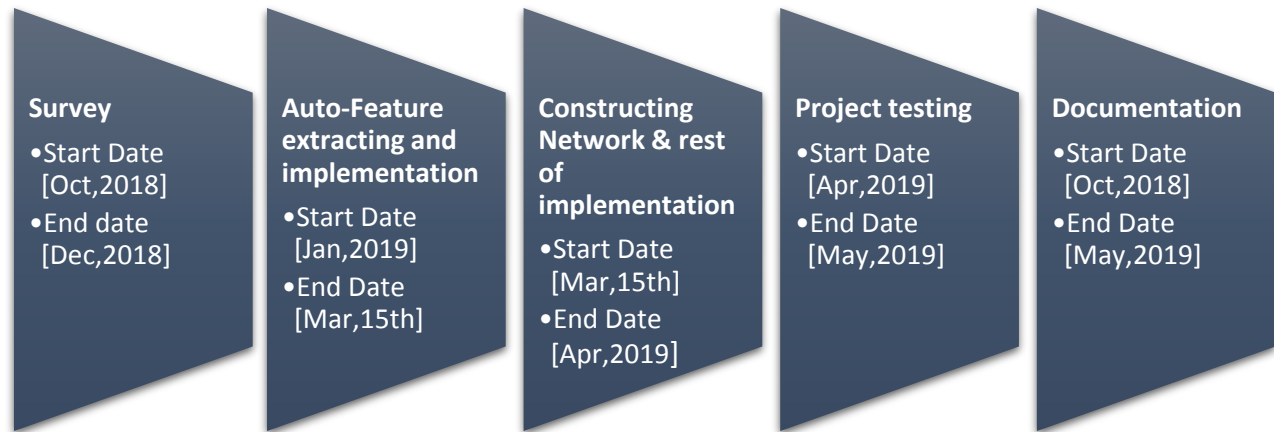 Survey
•Start Date
[Oct,2018]
•End date
[Dec,2018]
Auto-Feature
extracting and
implementation
•Start Date
[Jan,2019]
•End Date
[Mar,15th]
Constructing
Network & rest
of
implementation
•Start Date
[Mar,15th]
•End Date
[Apr,2019]
Project testing
•Start Date
[Apr,2019]
•End Date
[May,2019]
Documentation
•Start Date
[Oct,2018]
•End Date
[May,2019]